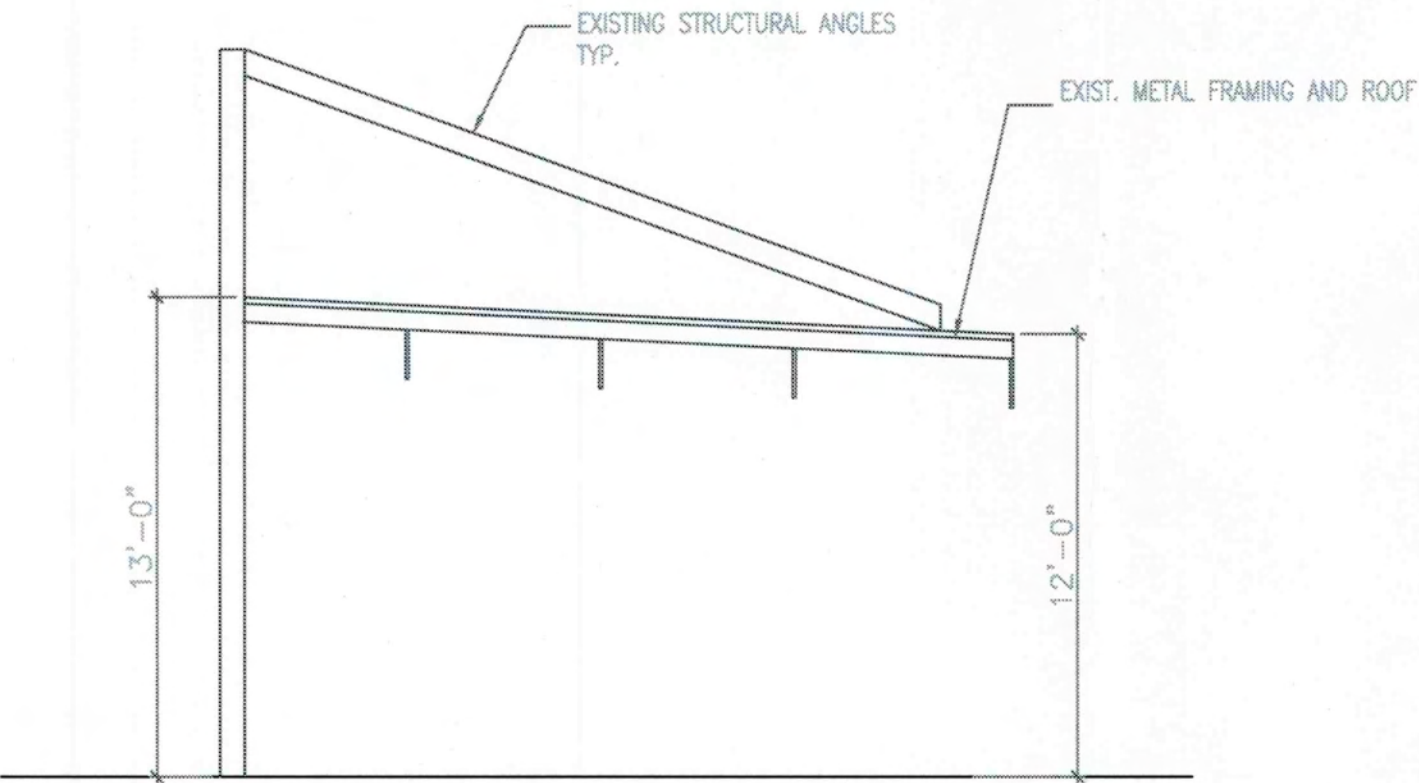 EXISTING STRUCTURAL ANGLES
TYP.
EXIST. METAL FRAMING AND ROOF
13'-0"
12'-0"